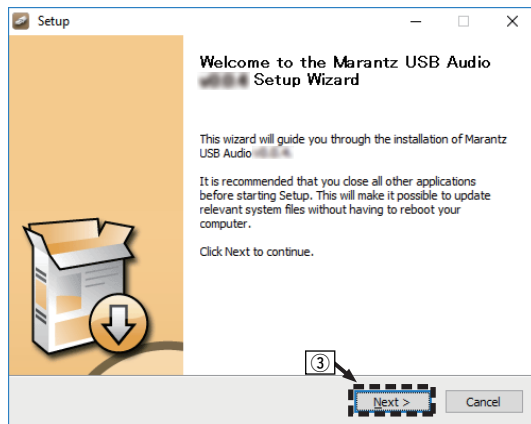 Setup
Welcome to the Marantz USB Audio
Setup Wizard
This wizard will guide you through the installation of Marantz
USB Audio
It is recommended that you close all other applications
before starting Setup. This will make it possible to update
relevant system files without having to reboot your
computer.
Click Next to continue.
③
Next >
Cancel